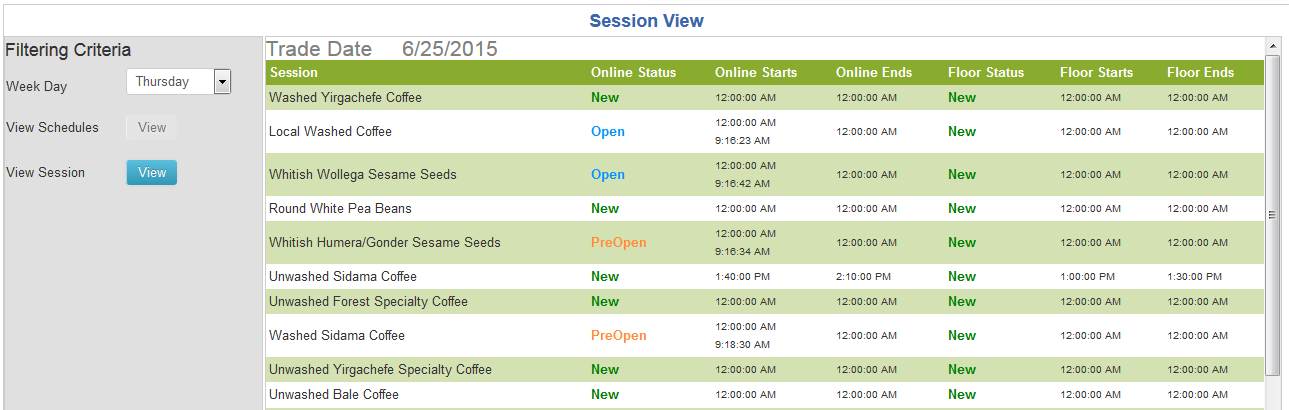 Session View
Filtering Criteria
Week Day Thursday
View Schedules View
View Session View
Trade Date 6/25/2015
Session Online Status Online Starts Online Ends Floor Status Floor Starts Floor Ends
Washed Yirgachefe Coffee New 12:00:00 AM 12:00:00 AM New 12:00:00 AM 12:00:00 AM
Local Washed Coffee Open 12:00:00 AM 9:16:23 AM 12:00:00 AM New 12:00:00 AM 12:00:00 AM
Whitish Wollega Sesame Seeds Open 12:00:00 AM 9:16:42 AM 12:00:00 AM New 12:00:00 AM 12:00:00 AM
Round White Pea Beans New 12:00:00 AM 12:00:00 AM New 12:00:00 AM 12:00:00 AM
Whitish Humera/Gonder Sesame Seeds PreOpen 12:00:00 AM 9:16:34 AM 12:00:00 AM New 12:00:00 AM 12:00:00 AM
Unwashed Sidama Coffee New 1:40:00 PM 2:10:00 PM New 1:00:00 PM 1:30:00 PM
Unwashed Forest Specialty Coffee New 12:00:00 AM 12:00:00 AM New 12:00:00 AM 12:00:00 AM
Washed Sidama Coffee PreOpen 12:00:00 AM 9:18:30 AM 12:00:00 AM New 12:00:00 AM 12:00:00 AM
Unwashed Yirgachefe Specialty Coffee New 12:00:00 AM 12:00:00 AM New 12:00:00 AM 12:00:00 AM
Unwashed Bale Coffee New 12:00:00 AM 12:00:00 AM New 12:00:00 AM 12:00:00 AM